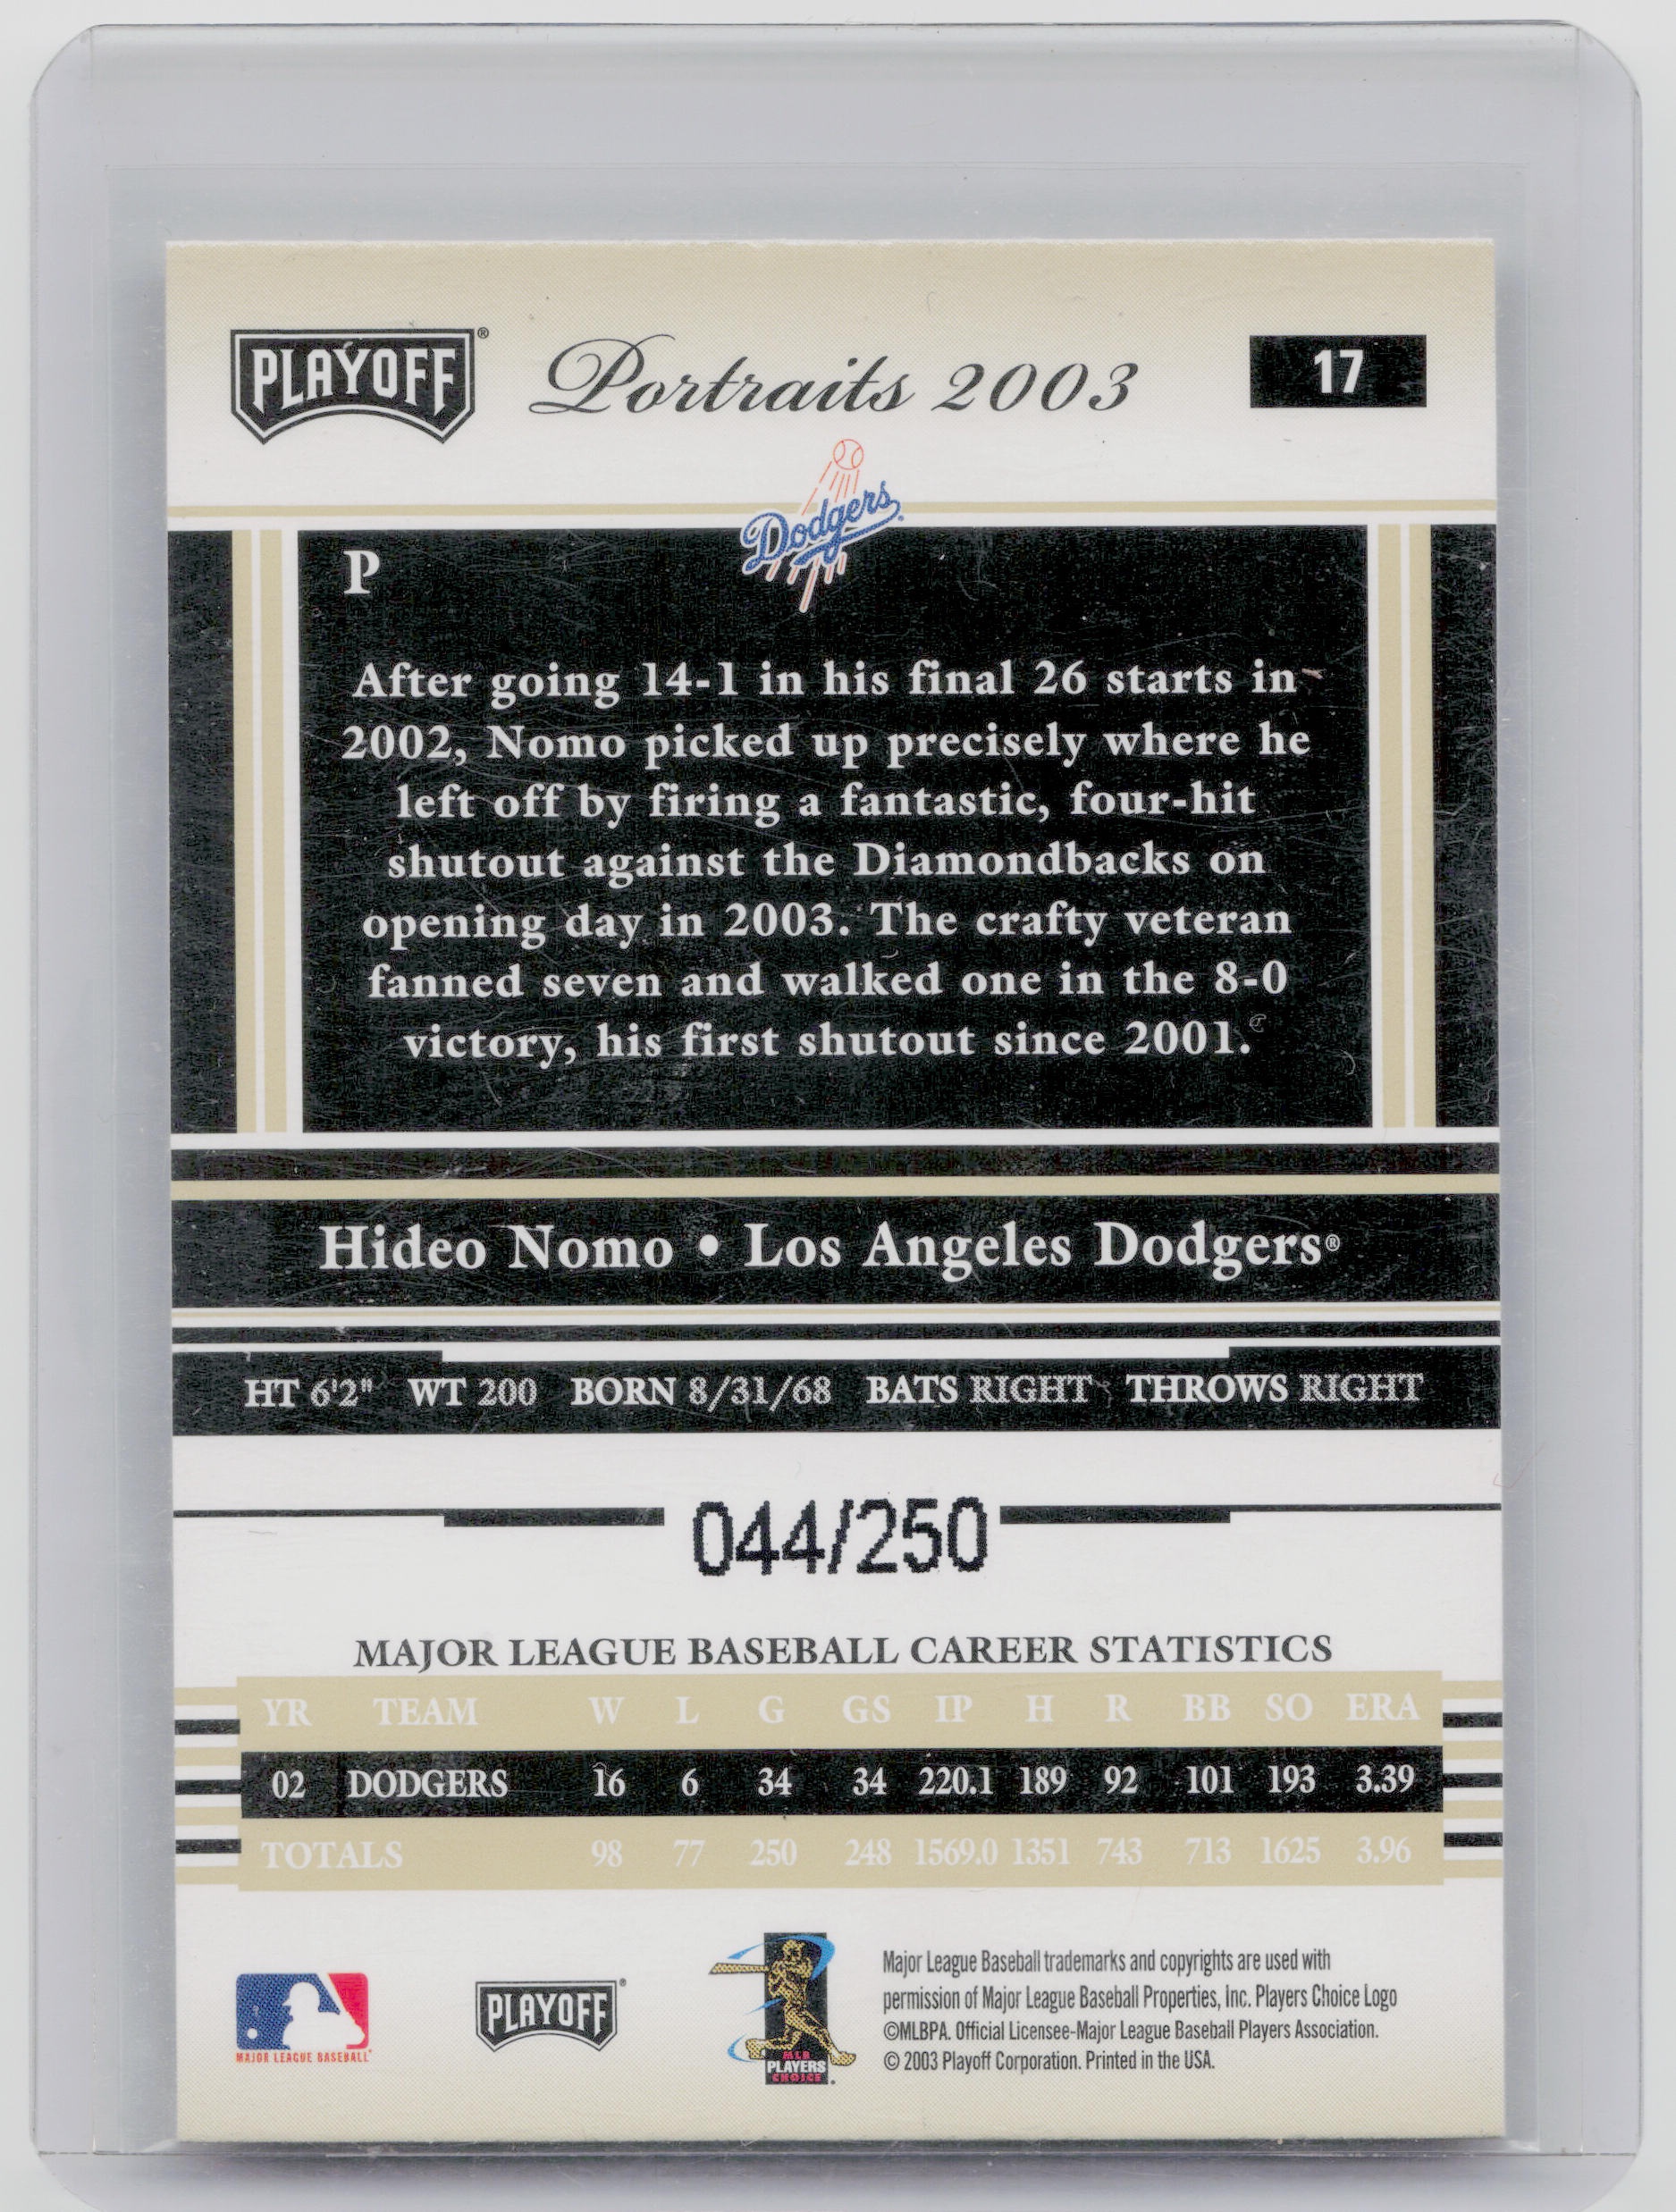 PLAYOFF® Portraits 2003 17
Dodgers
P
After going 14-1 in his final 26 starts in
2002, Nomo picked up precisely where he
left off by firing a fantastic, four-hit
shutout against the Diamondbacks on
opening day in 2003. The crafty veteran
fanned seven and walked one in the 8-0
victory, his first shutout since 2001.
Hideo Nomo • Los Angeles Dodgers®
HT 6'2" WT 200 BORN 8/31/68 BATS RIGHT THROWS RIGHT
044/250
MAJOR LEAGUE BASEBALL CAREER STATISTICS
YR TEAM W L G GS IP H R BB SO ERA
02 DODGERS 16 6 34 34 220.1 189 92 101 193 3.39
TOTALS 98 77 250 248 1569.0 1351 743 713 1625 3.96
MAJOR LEAGUE BASEBALL
PLAYOFF®
MLB
PLAYERS
CHOICE
Major League Baseball trademarks and copyrights are used with
permission of Major League Baseball Properties, Inc. Players Choice Logo
©MLBPA. Official Licensee-Major League Baseball Players Association.
© 2003 Playoff Corporation. Printed in the USA.